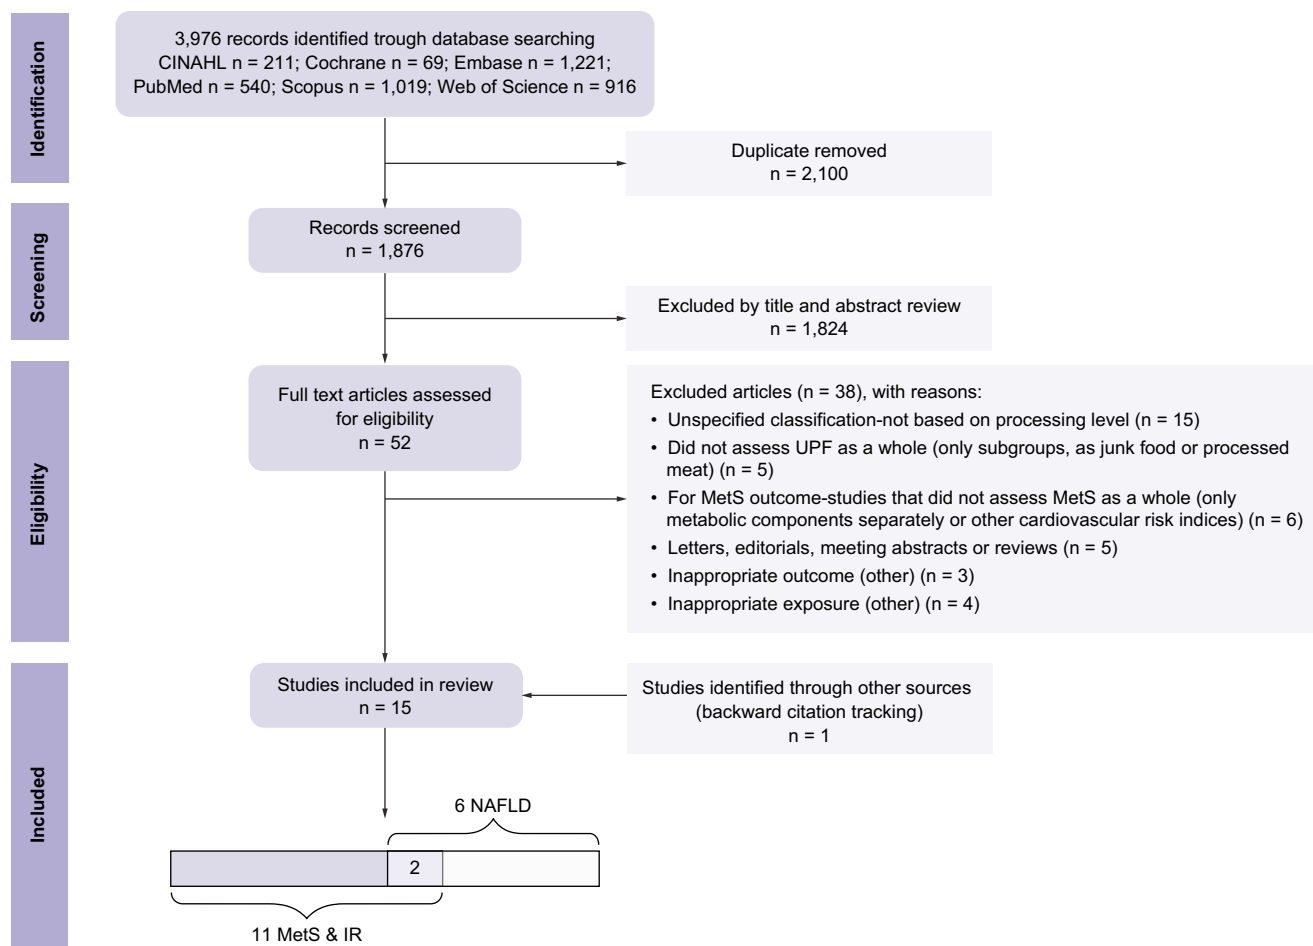 Identification
3,976 records identified trough database searching
CINAHL n = 211; Cochrane n = 69; Embase n = 1,221;
PubMed n = 540; Scopus n = 1,019; Web of Science n = 916
Duplicate removed
n = 2,100
Screening
Records screened
n = 1,876
Excluded by title and abstract review
n = 1,824
Eligibility
Full text articles assessed
for eligibility
n = 52
Excluded articles (n = 38), with reasons:
• Unspecified classification-not based on processing level (n = 15)
• Did not assess UPF as a whole (only subgroups, as junk food or processed
meat) (n = 5)
• For MetS outcome-studies that did not assess MetS as a whole (only
metabolic components separately or other cardiovascular risk indices) (n = 6)
• Letters, editorials, meeting abstracts or reviews (n = 5)
• Inappropriate outcome (other) (n = 3)
• Inappropriate exposure (other) (n = 4)
Included
Studies included in review
n = 15
Studies identified through other sources
(backward citation tracking)
n = 1
6 NAFLD
2
11 MetS & IR